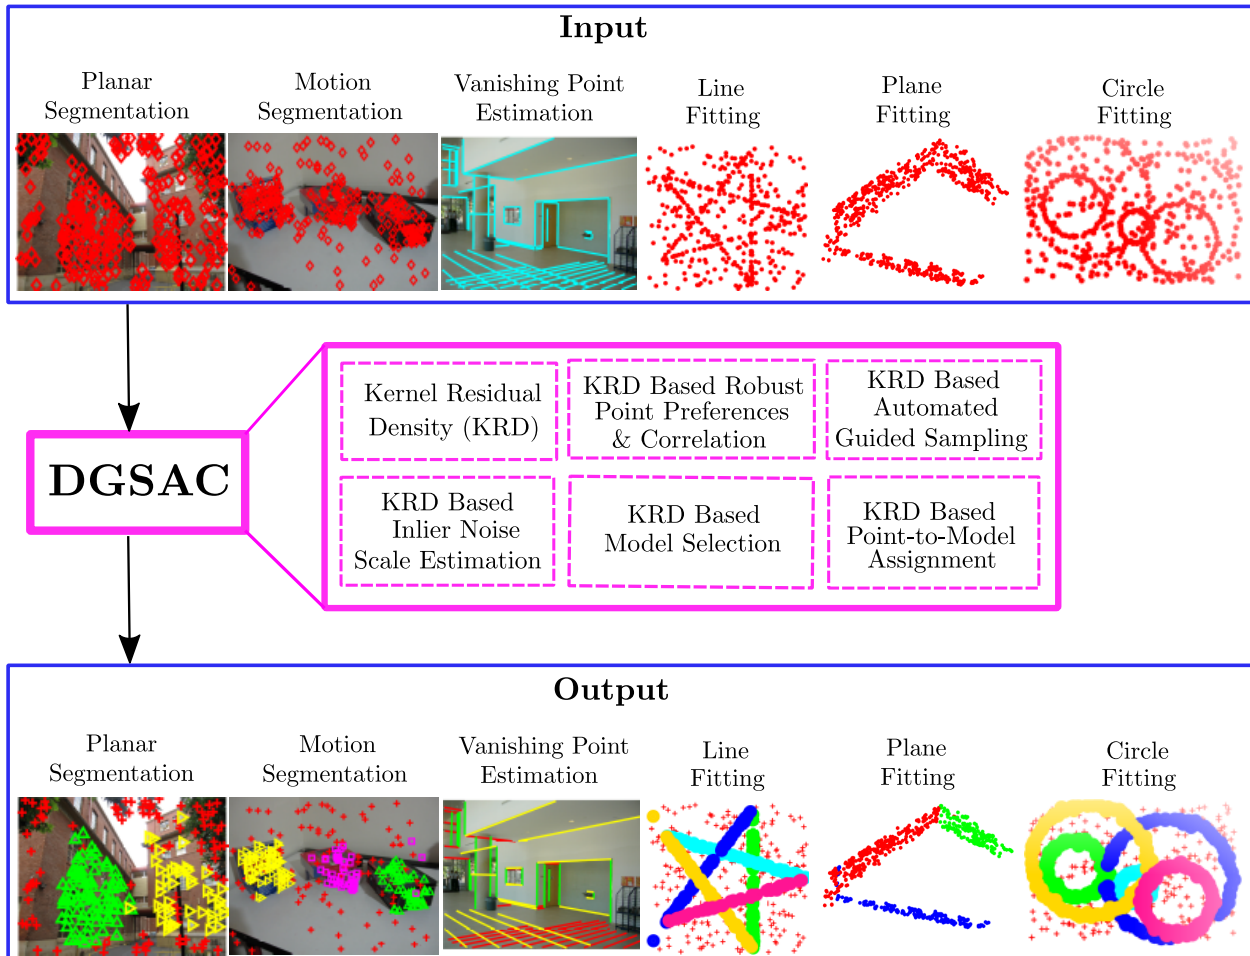 Input
Planar
Segmentation
Motion
Segmentation
Vanishing Point
Estimation
Line
Fitting
Plane
Fitting
Circle
Fitting
DGSAC
Kernel Residual
Density (KRD)
KRD Based Robust
Point Preferences
& Correlation
KRD Based
Automated
Guided Sampling
KRD Based
Inlier Noise
Scale Estimation
KRD Based
Model Selection
KRD Based
Point-to-Model
Assignment
Output
Planar
Segmentation
Motion
Segmentation
Vanishing Point
Estimation
Line
Fitting
Plane
Fitting
Circle
Fitting